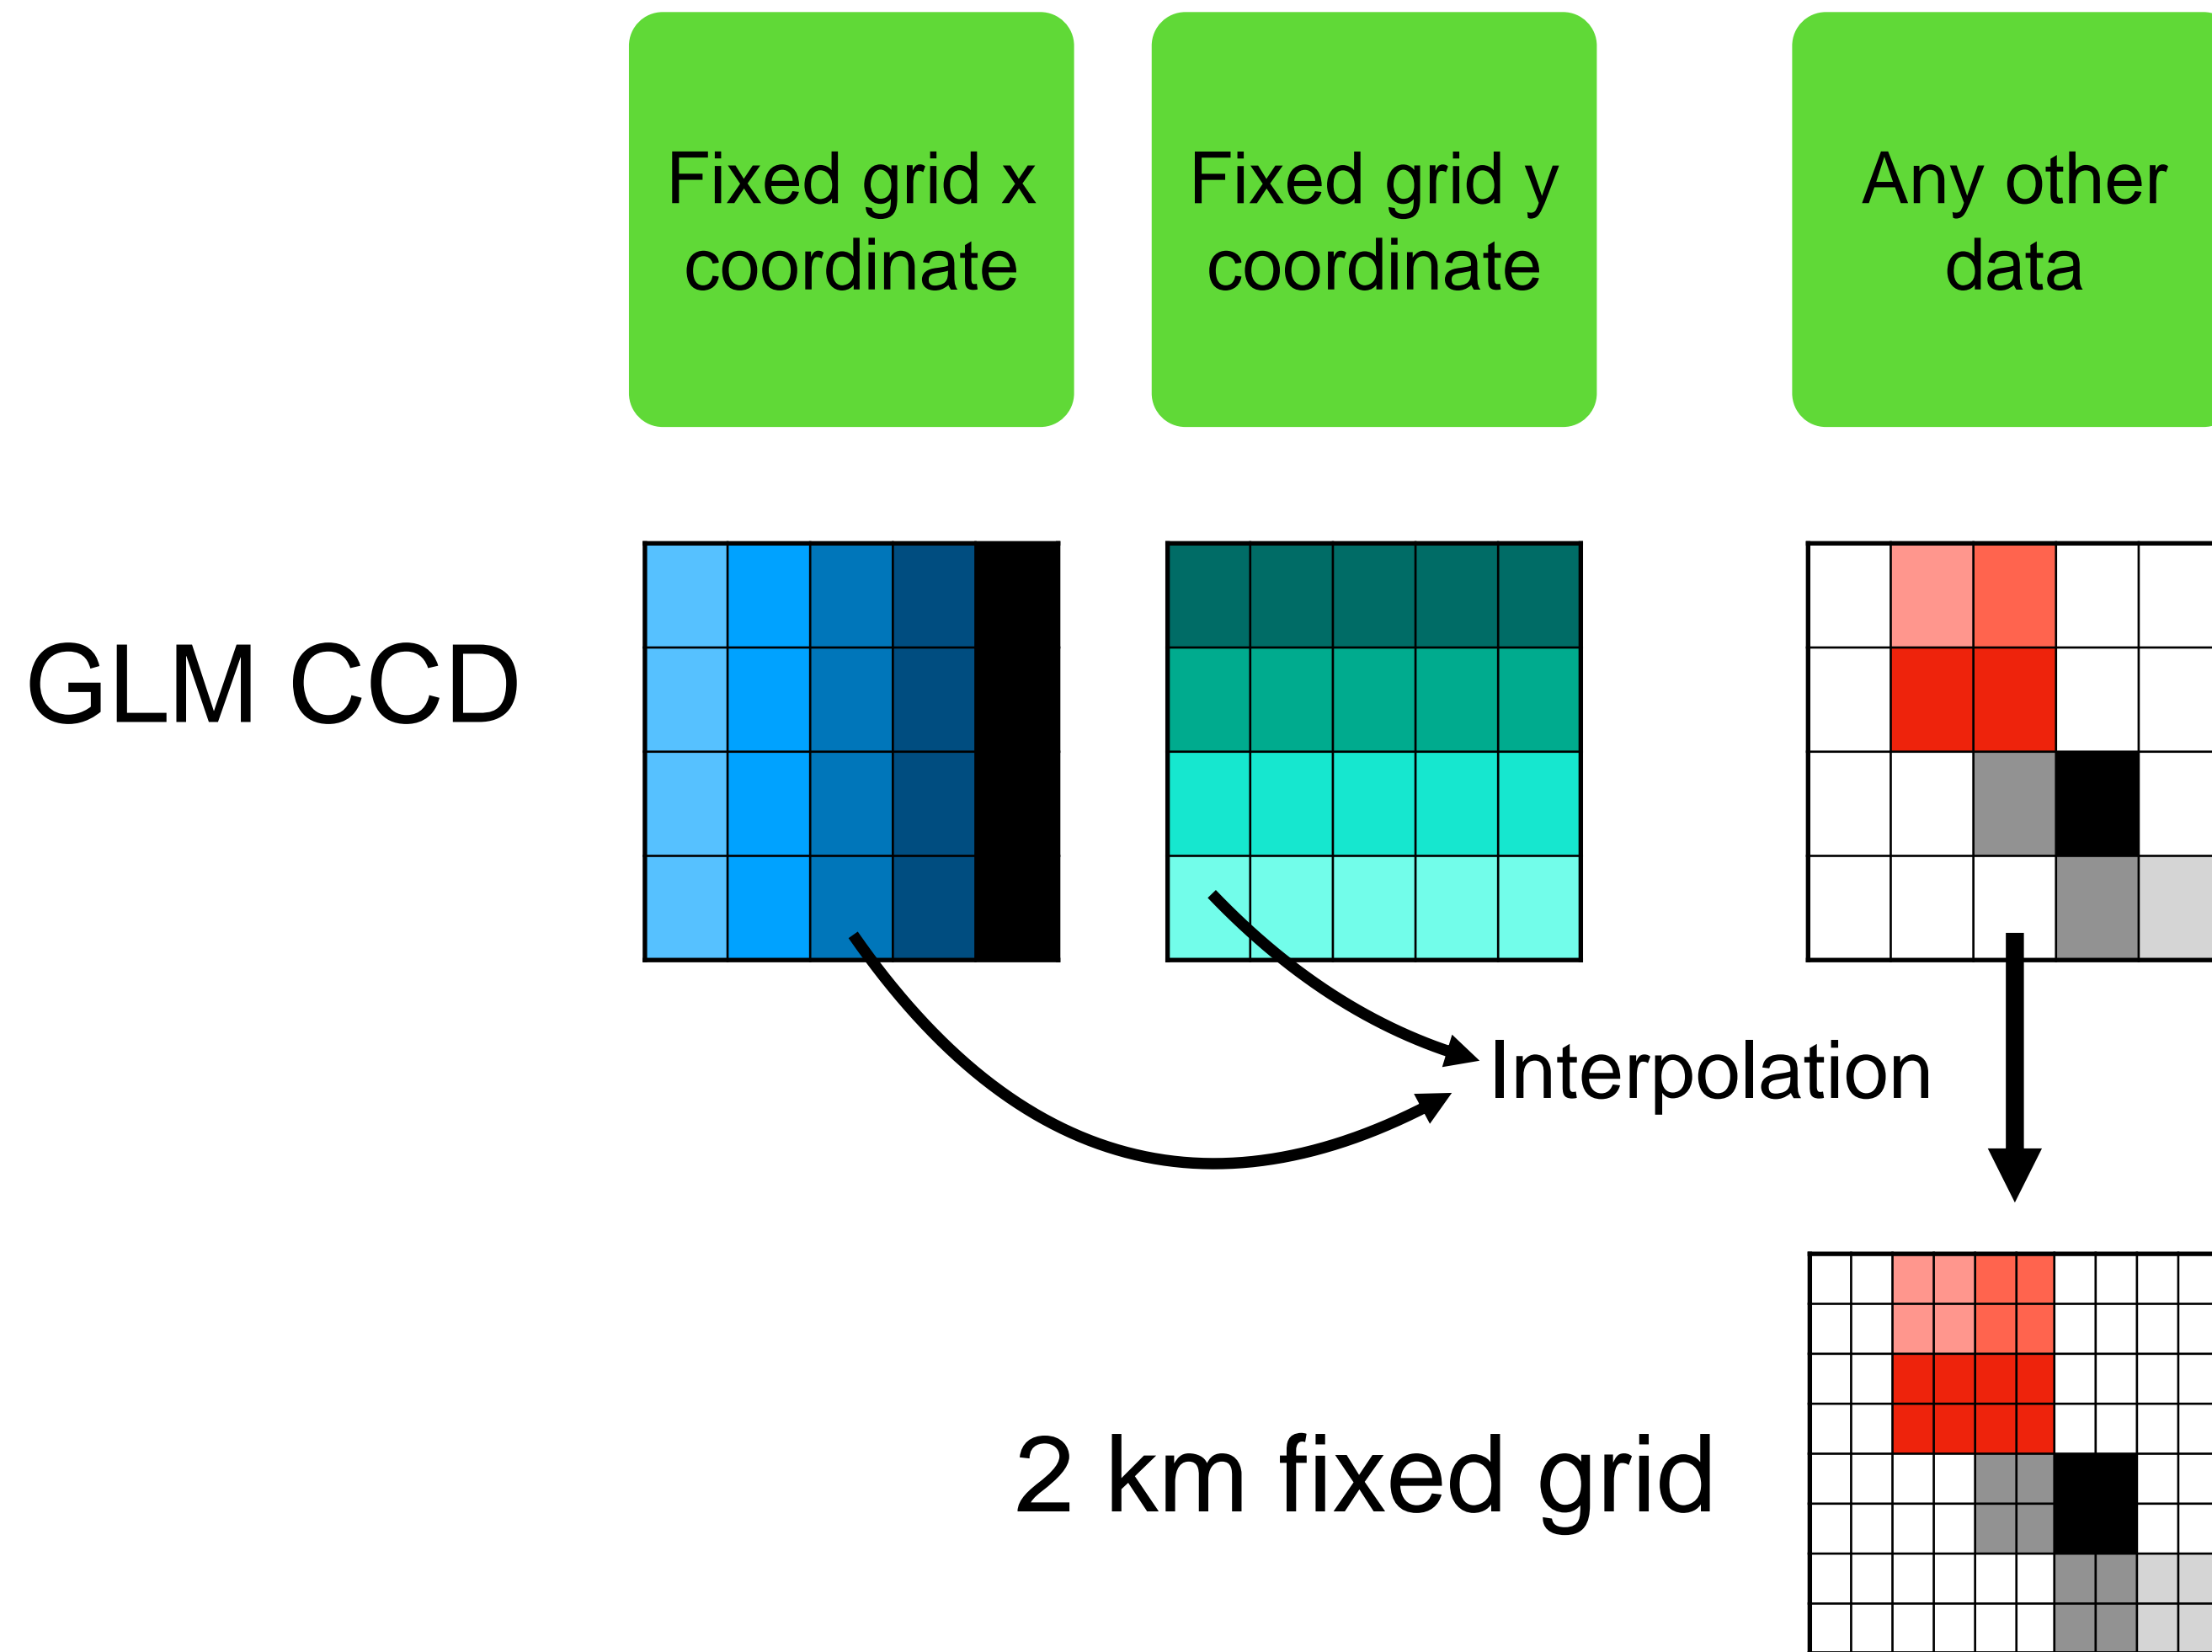 Fixed grid x
coordinate
Fixed grid y
coordinate
Any other
data
GLM CCD
Interpolation
2 km fixed grid